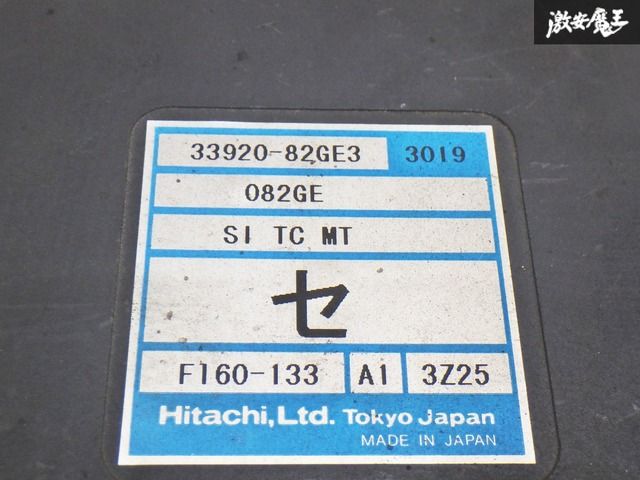 激安魔王
33920-82GE3 3019
082GE
SI TC MT
セ
F160-133 A1 3Z25
Hitachi,Ltd. Tokyo Japan
MADE IN JAPAN